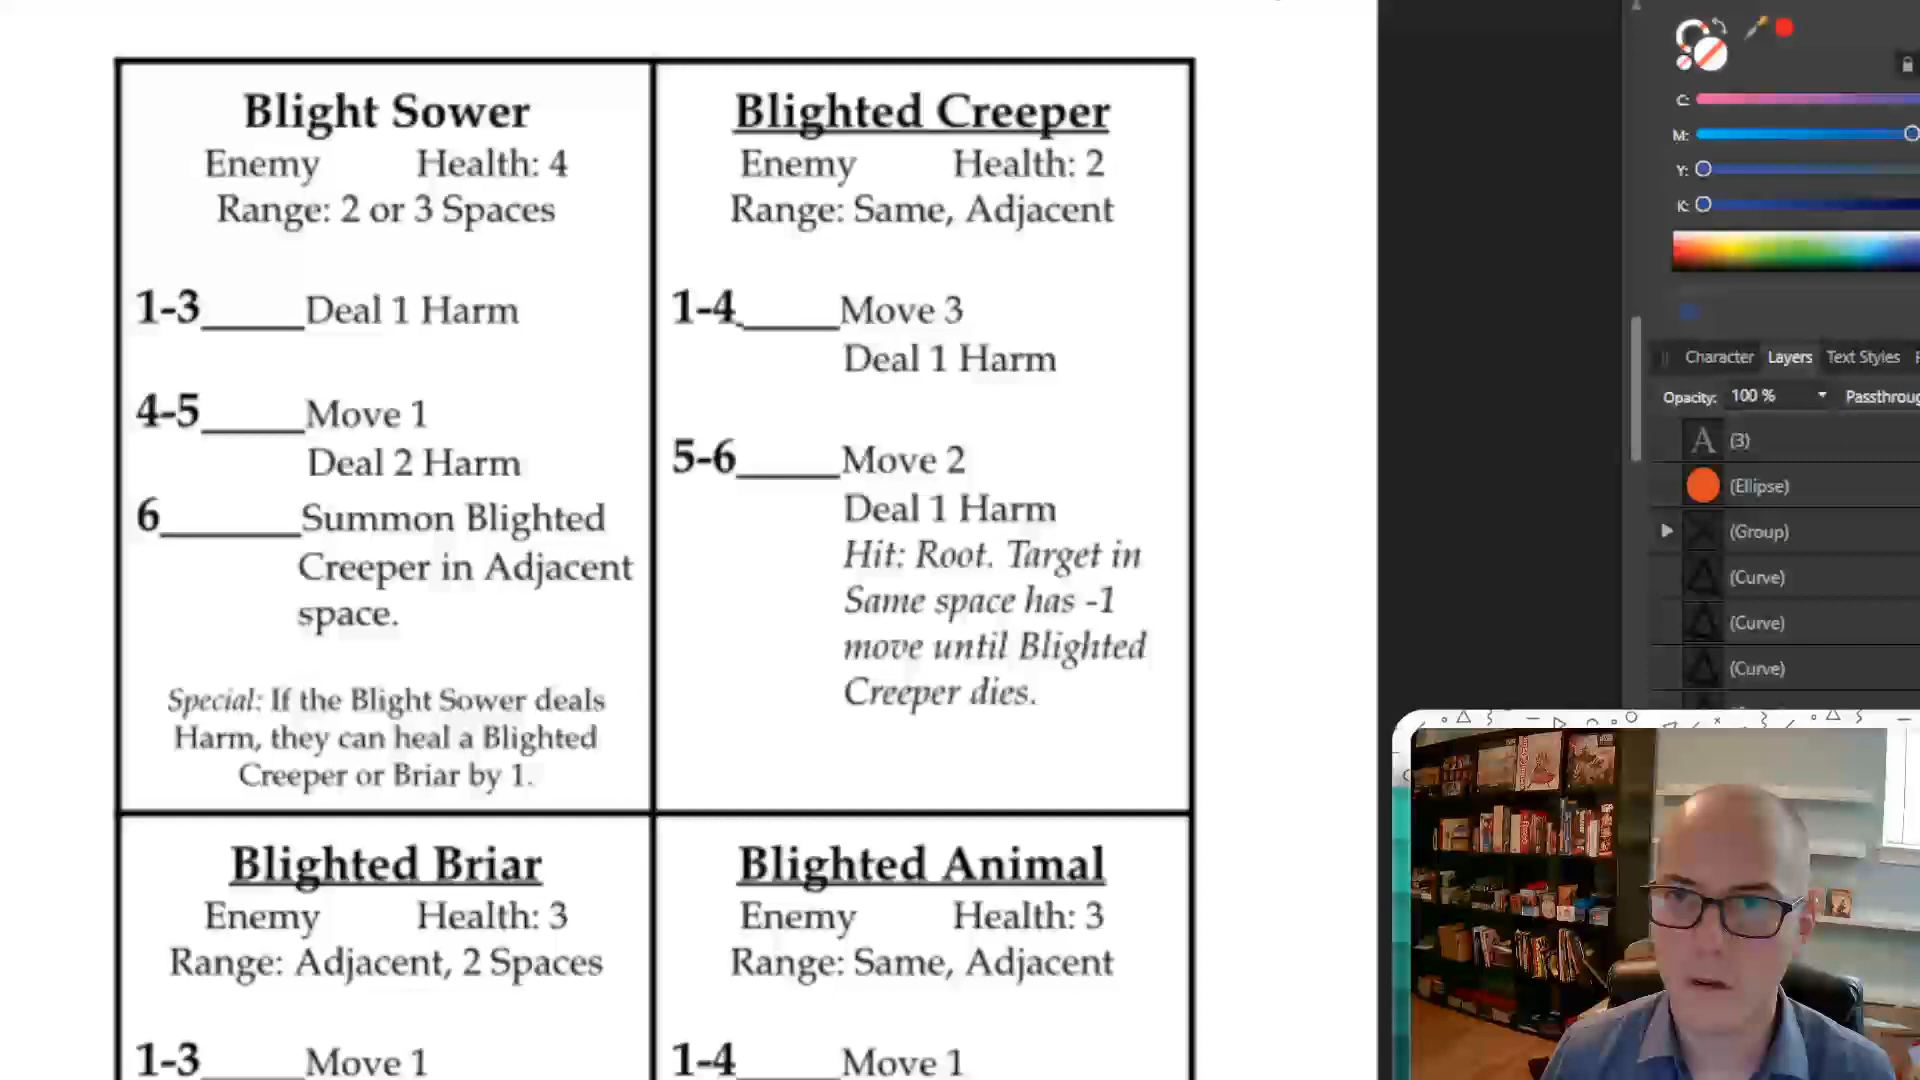 Blight Sower
Enemy Health: 4
Range: 2 or 3 Spaces
1-3_____Deal 1 Harm
4-5_____Move 1
Deal 2 Harm
6_______Summon Blighted
Creeper in Adjacent
space.
Special: If the Blight Sower deals
Harm, they can heal a Blighted
Creeper or Briar by 1.
Blighted Creeper
Enemy Health: 2
Range: Same, Adjacent
1-4_____Move 3
Deal 1 Harm
5-6_____Move 2
Deal 1 Harm
Hit: Root. Target in
Same space has -1
move until Blighted
Creeper dies.
Blighted Briar
Enemy Health: 3
Range: Adjacent, 2 Spaces
1-3_____Move 1
Blighted Animal
Enemy Health: 3
Range: Same, Adjacent
1-4_____Move 1
C:
M:
Y:
K:
Character Layers Text Styles
Opacity: 100 % Passthroug
A (3)
(Ellipse)
(Group)
(Curve)
(Curve)
(Curve)